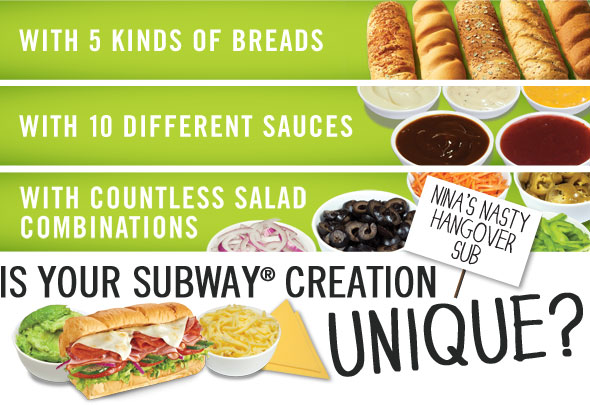 WITH 5 KINDS OF BREADS
WITH 10 DIFFERENT SAUCES
WITH COUNTLESS SALAD
COMBINATIONS
NINA'S NASTY
HANGOVER
SUB
IS YOUR SUBWAY® CREATION
UNIQUE?